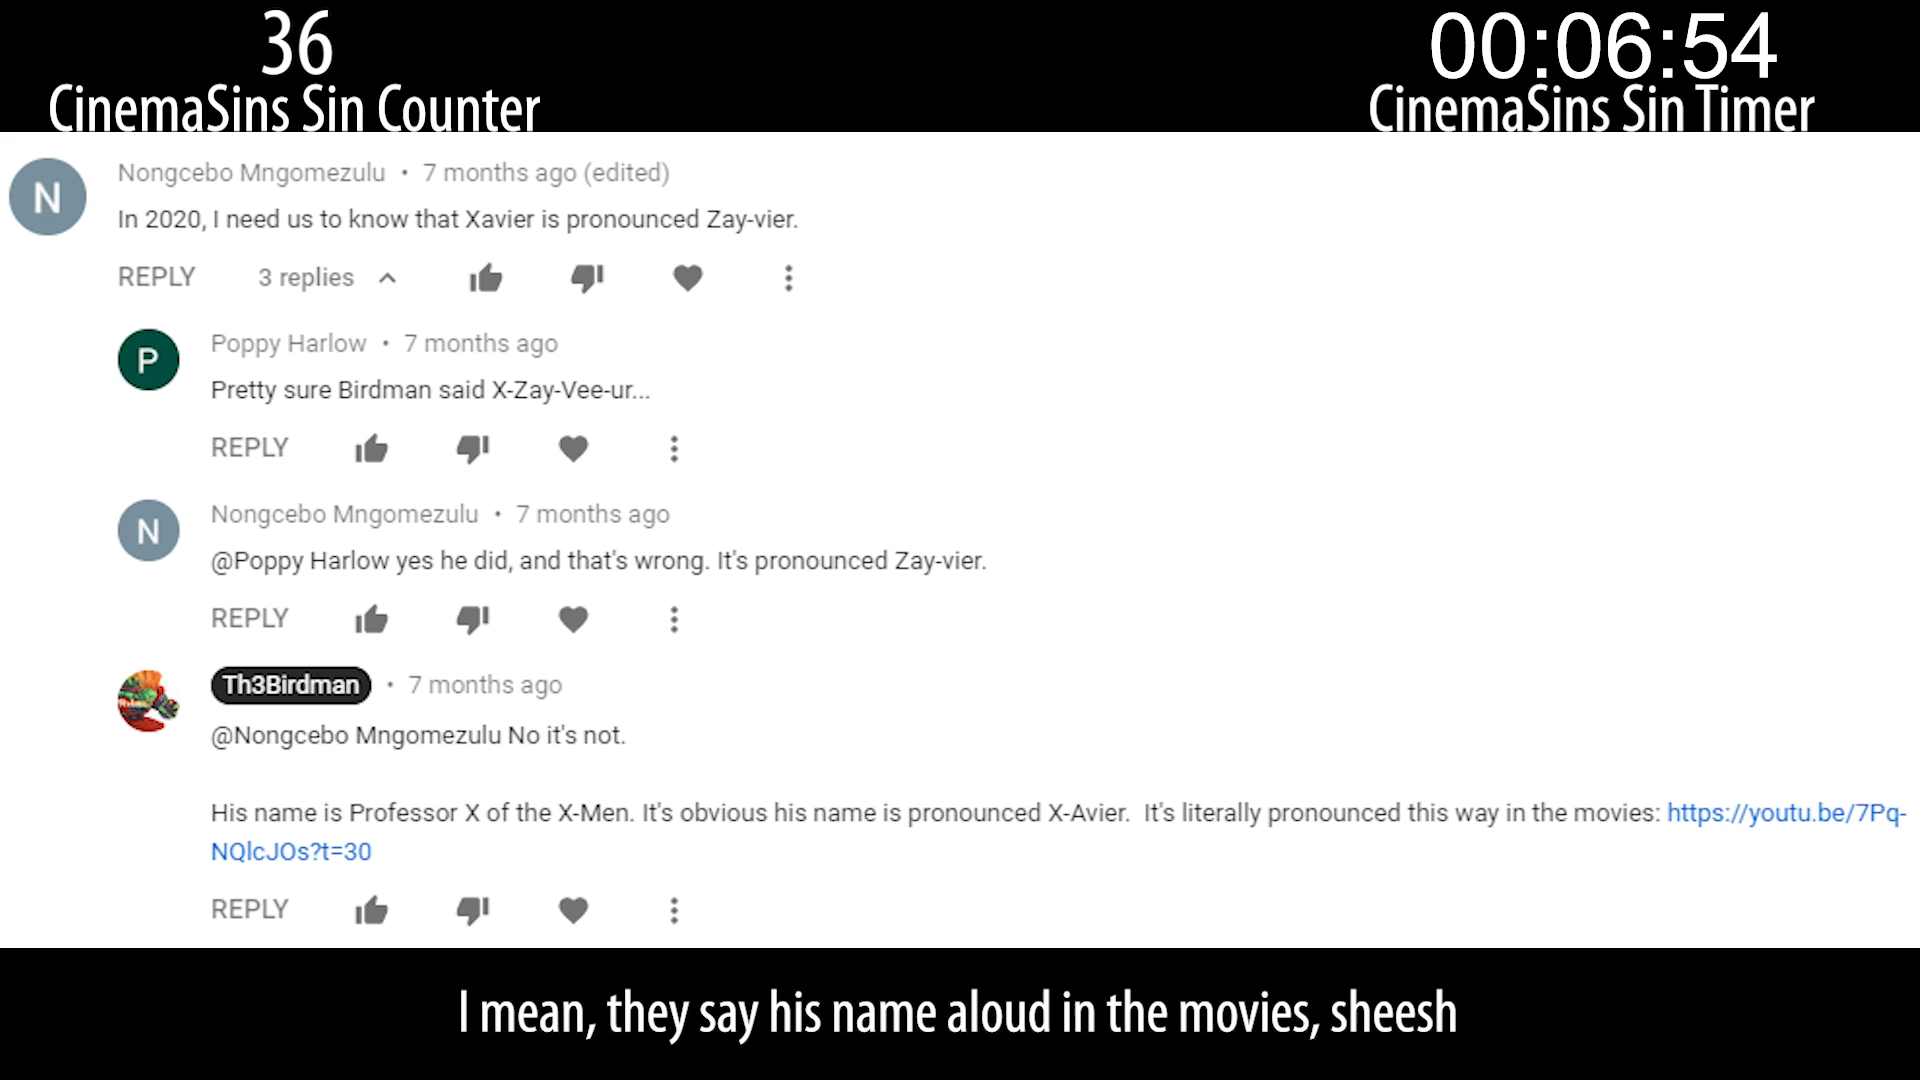 36
CinemaSins Sin Counter
00:06:54
CinemaSins Sin Timer
N
Nongcebo Mngomezulu • 7 months ago (edited)
In 2020, I need us to know that Xavier is pronounced Zay-vier.
REPLY 3 replies
P
Poppy Harlow • 7 months ago
Pretty sure Birdman said X-Zay-Vee-ur...
REPLY
N
Nongcebo Mngomezulu • 7 months ago
@Poppy Harlow yes he did, and that's wrong. It's pronounced Zay-vier.
REPLY
Th3Birdman • 7 months ago
@Nongcebo Mngomezulu No it's not.
His name is Professor X of the X-Men. It's obvious his name is pronounced X-Avier. It's literally pronounced this way in the movies: https://youtu.be/7Pq-
NQlcJOs?t=30
REPLY
I mean, they say his name aloud in the movies, sheesh